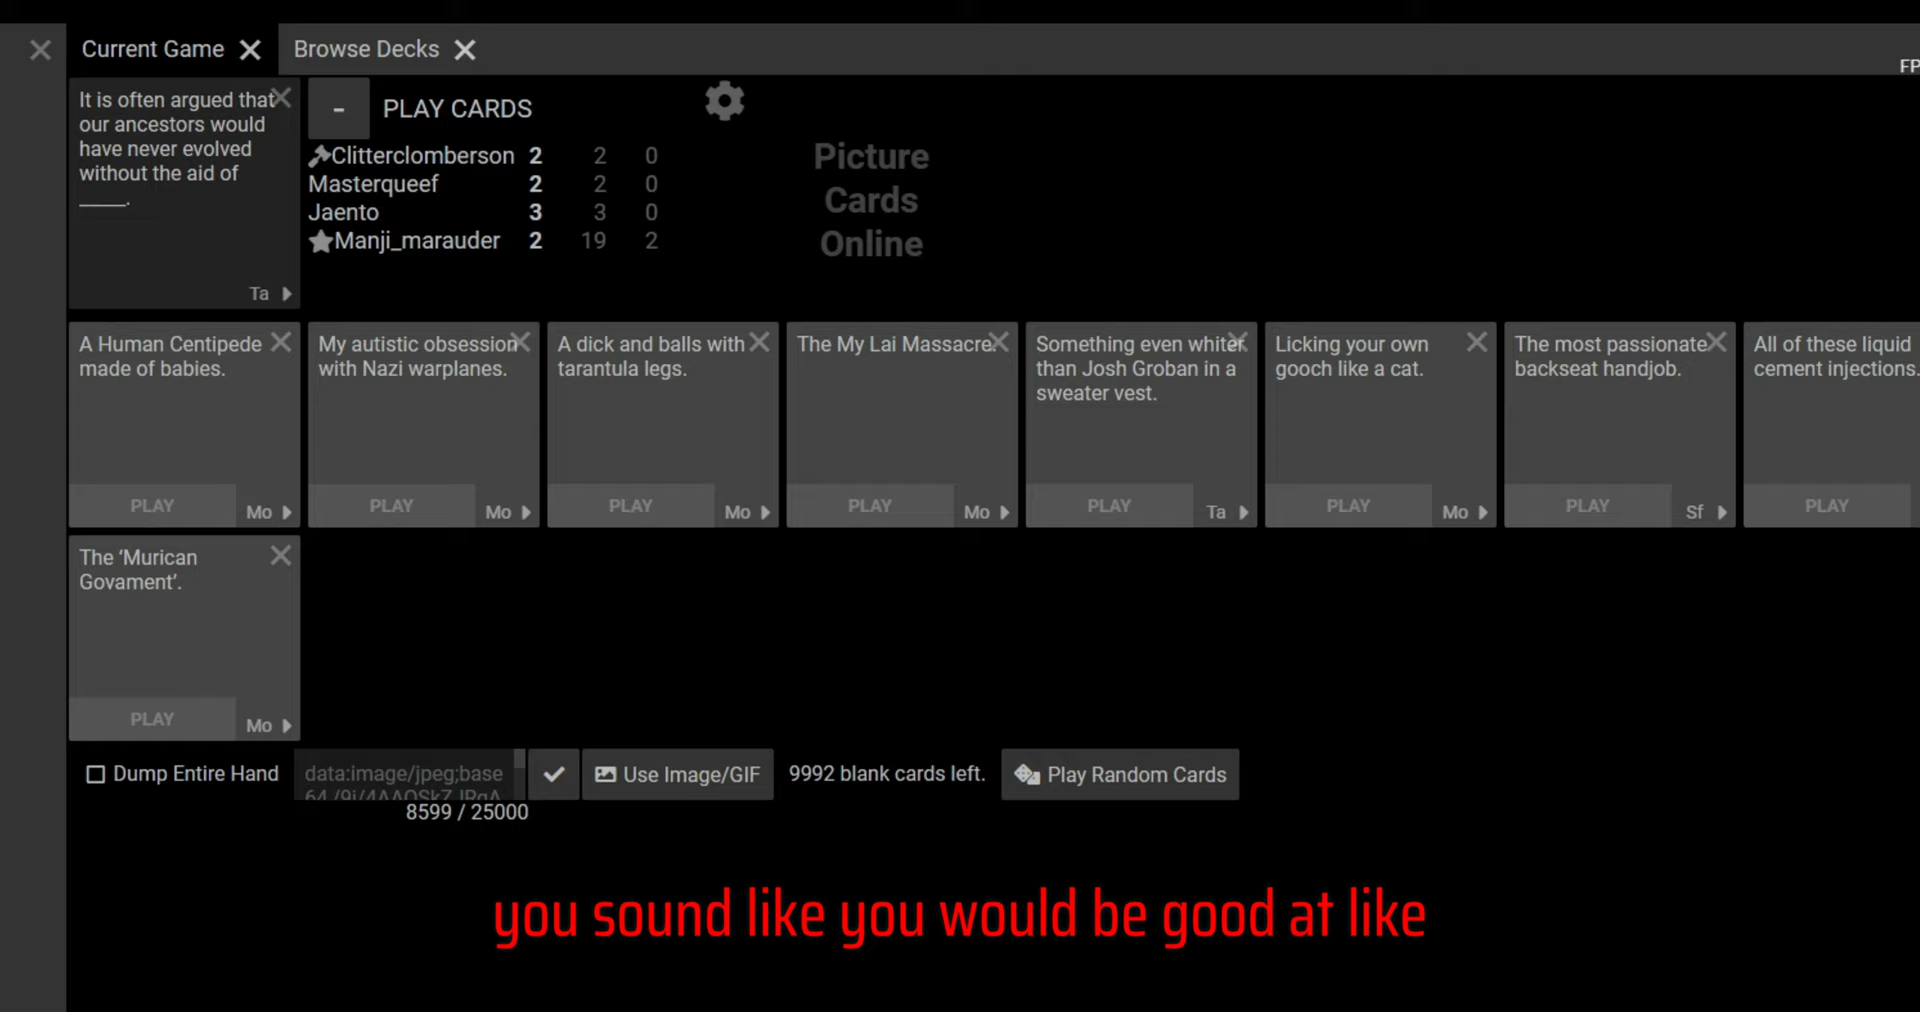 Current Game
Browse Decks
FP
It is often argued that
our ancestors would
have never evolved
without the aid of
_____.
Ta
-
PLAY CARDS
Clitterclomberson 2 2 0
Masterqueef 2 2 0
Jaento 3 3 0
Manji_marauder 2 19 2
Picture
Cards
Online
A Human Centipede
made of babies.
PLAY
Mo
My autistic obsession
with Nazi warplanes.
PLAY
Mo
A dick and balls with
tarantula legs.
PLAY
Mo
The My Lai Massacre.
PLAY
Mo
Something even whiter
than Josh Groban in a
sweater vest.
PLAY
Ta
Licking your own
gooch like a cat.
PLAY
Mo
The most passionate
backseat handjob.
PLAY
Sf
All of these liquid
cement injections.
PLAY
The ‘Murican
Govament’.
PLAY
Mo
Dump Entire Hand
data:image/jpeg;base
64,/9j/4AAQSkZJRgA
8599 / 25000
Use Image/GIF
9992 blank cards left.
Play Random Cards
you sound like you would be good at like